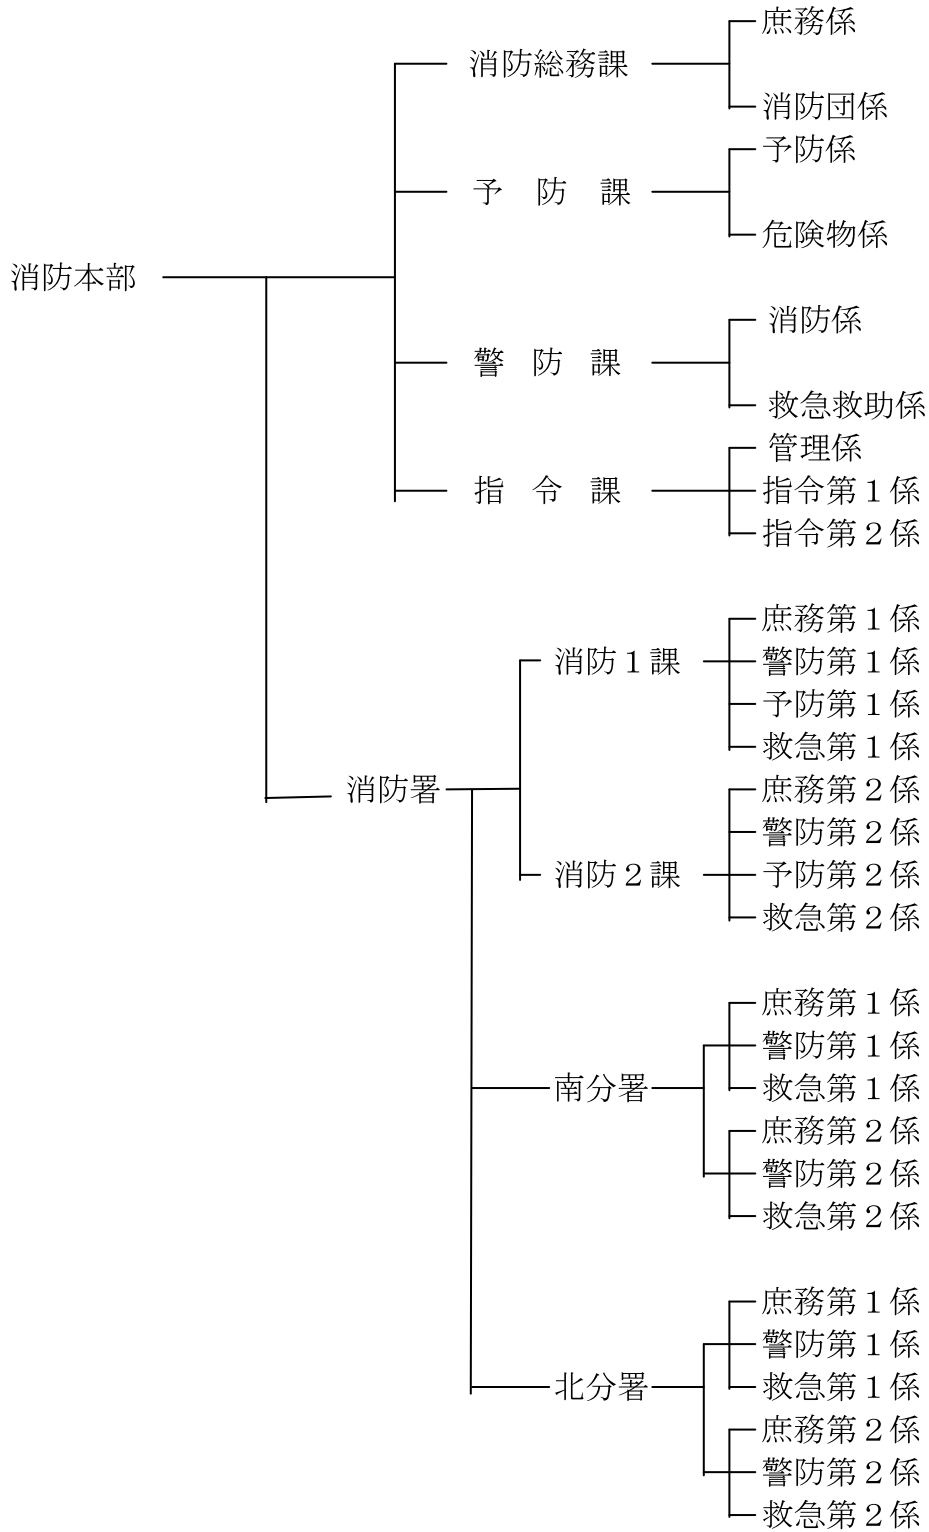 庶務係
消防総務課
消防団係
予防係
予　防　課
危険物係
消防本部
消防係
警　防　課
救急救助係
管理係
指　令　課
指令第１係
指令第２係
庶務第１係
消防１課
警防第１係
予防第１係
救急第１係
消防署
庶務第２係
警防第２係
消防２課
予防第２係
救急第２係
庶務第１係
警防第１係
南分署
救急第１係
庶務第２係
警防第２係
救急第２係
庶務第１係
警防第１係
北分署
救急第１係
庶務第２係
警防第２係
救急第２係